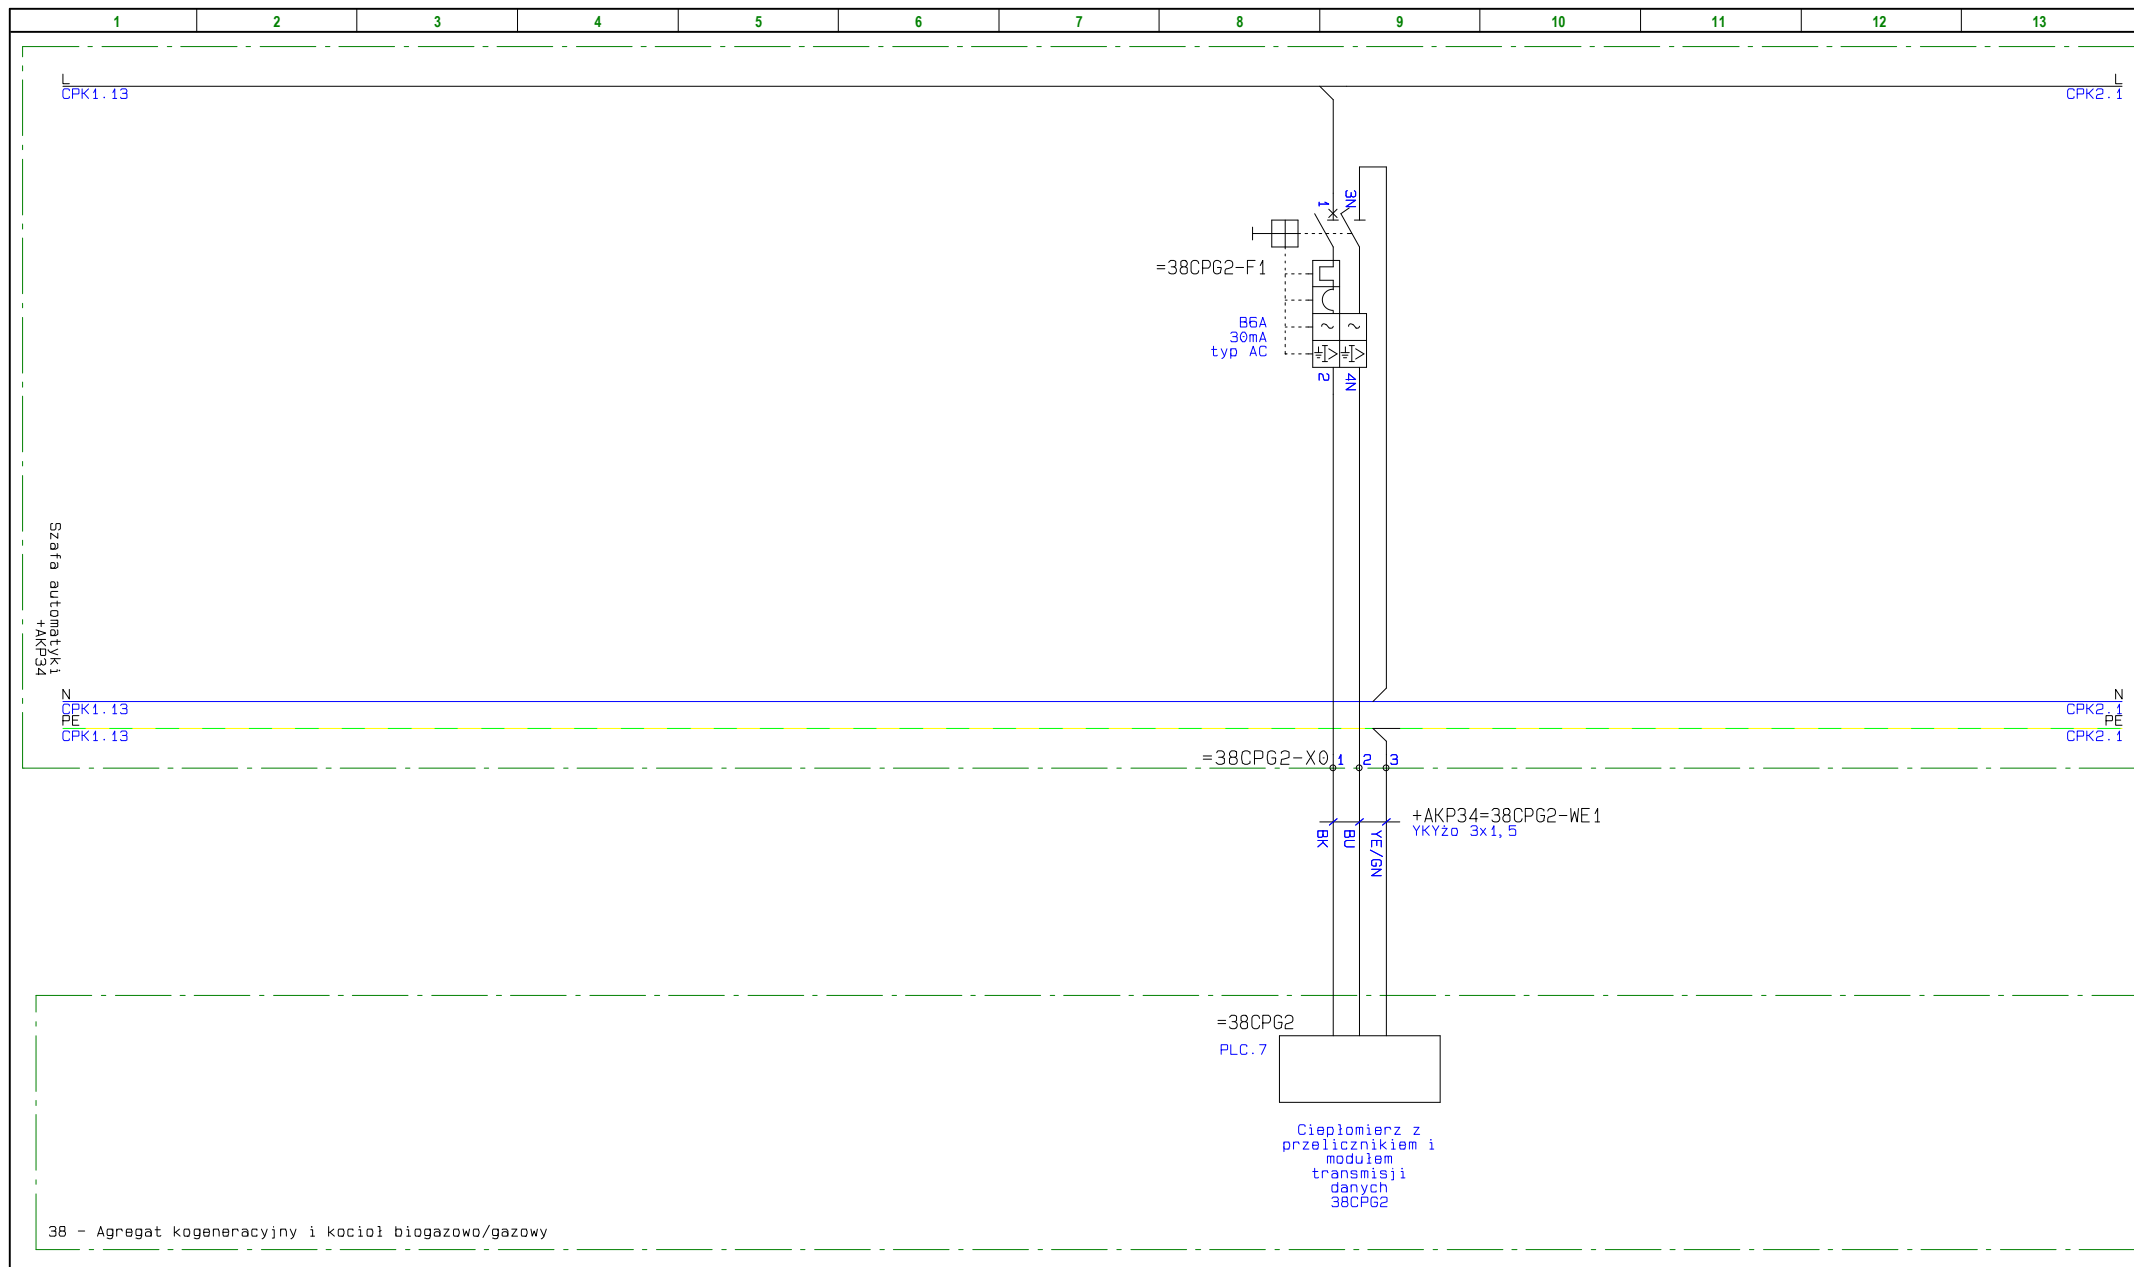 1 2 3 4 5 6 7 8 9 10 11 12 13
L
CPK1.13
L
CPK2.1
1
3N
=38CPG2-F1
B6A
30mA
typ AC
2
4N
Szafa automatyki
+AKP34
N
CPK1.13
N
CPK2.1
PE
CPK1.13
PE
CPK2.1
=38CPG2-X0 1 2 3
+AKP34=38CPG2-WE1
YKYżo 3x1,5
BK
BU
YE/GN
=38CPG2
PLC.7
Ciepłomierz z
przelicznikiem i
modułem
transmisji
danych
38CPG2
38 - Agregat kogeneracyjny i kocioł biogazowo/gazowy